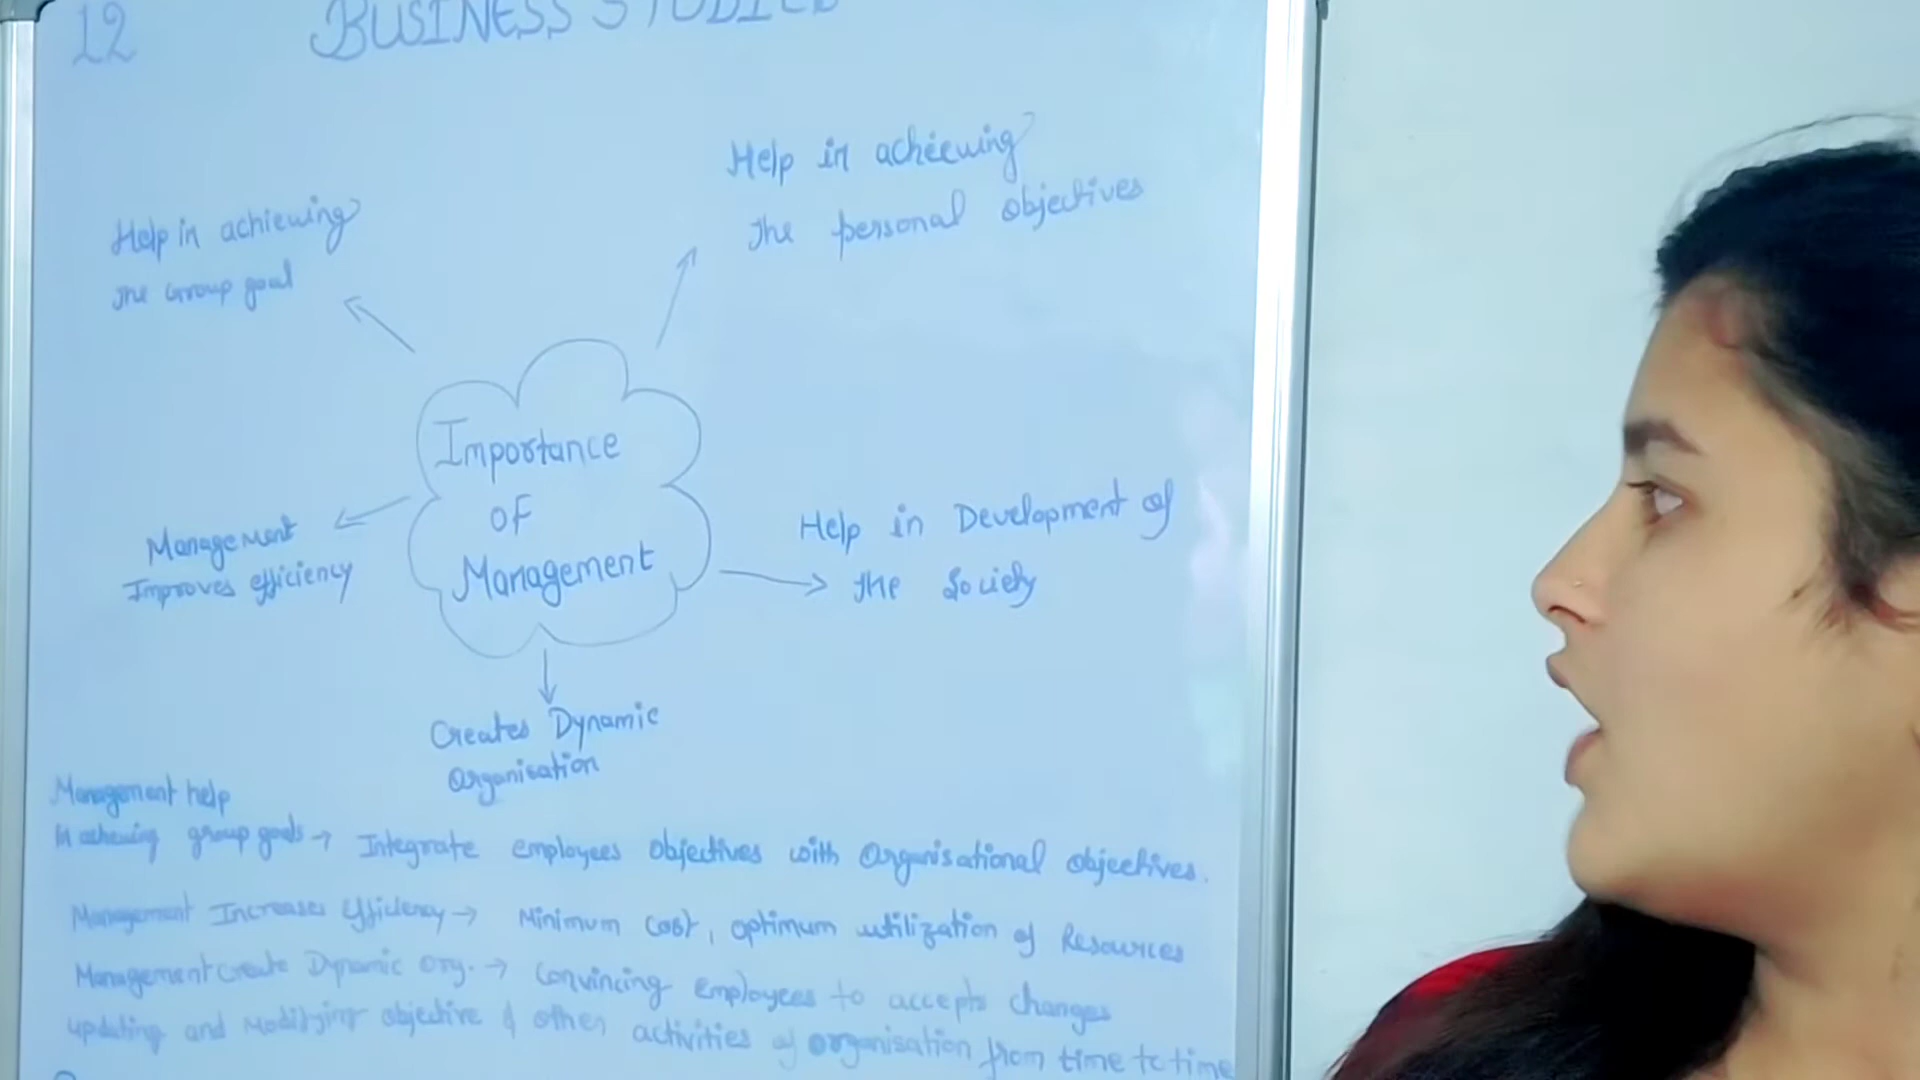 12
BUSINESS STUDIES
Help in achieving
the personal objectives
Help in achieving
the Group goal
Importance
OF
Management
Management
Improves efficiency
Help in Development of
the Society
Creates Dynamic
Organisation
Management help
In achieving group goals → Integrate employees objectives with Organisational objectives.
Management Increases efficiency → Minimum cost, optimum utilization of Resources
Management create Dynamic org. → Convincing employees to accepts changes
updating and Modifying objective & other activities of organisation from time to time